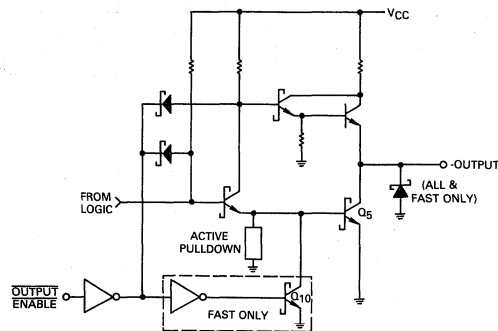 VCC
-OUTPUT
(ALL &
FAST ONLY)
FROM
LOGIC
Q5
ACTIVE
PULLDOWN
OUTPUT
ENABLE
Q10
FAST ONLY